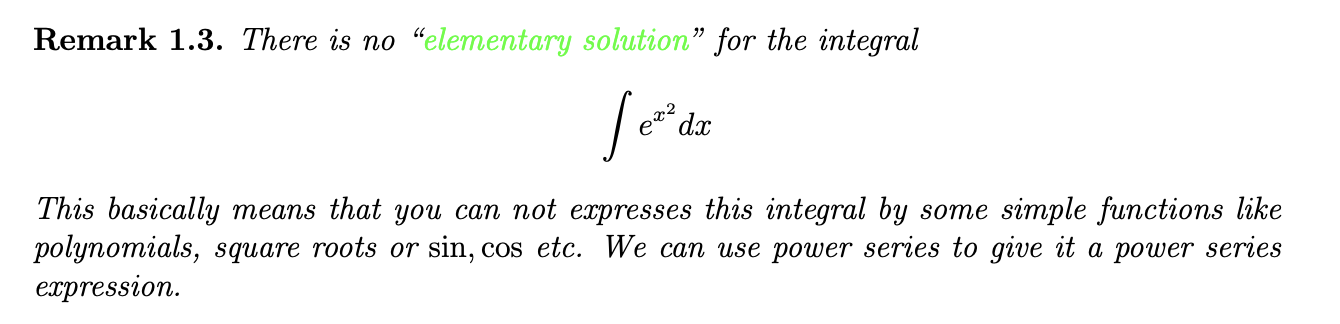 Remark 1.3. There is no “elementary solution” for the integral
∫ e^{x^2} dx
This basically means that you can not expresses this integral by some simple functions like
polynomials, square roots or sin, cos etc. We can use power series to give it a power series
expression.